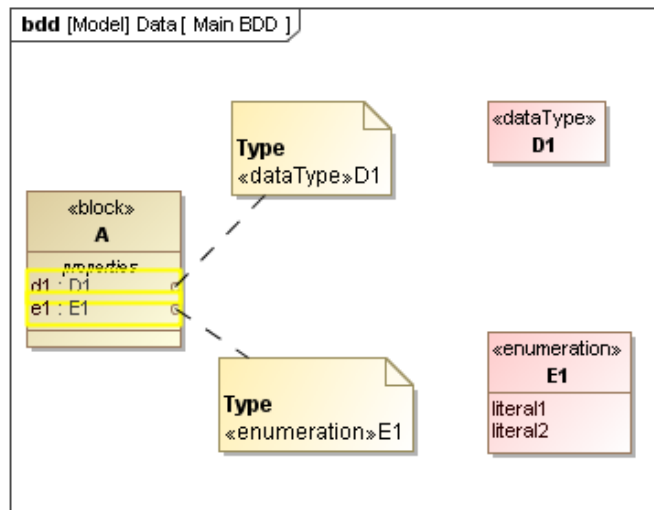 bdd [Model] Data [ Main BDD ]
Type
«dataType»D1
«dataType»
D1
«block»
A
properties
d1 : D1
e1 : E1
Type
«enumeration»E1
«enumeration»
E1
literal1
literal2